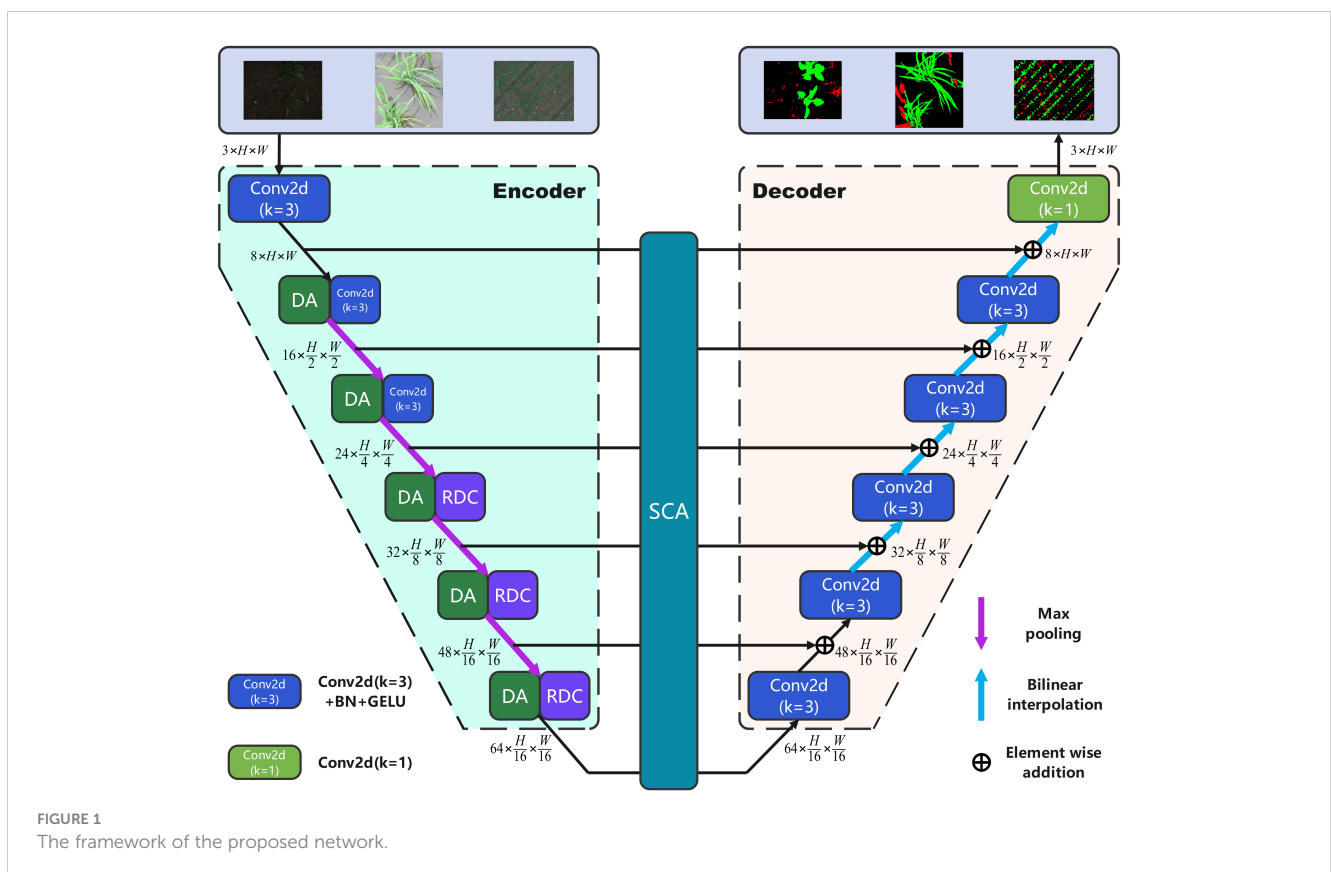 3×H×W
3×H×W
Encoder
Decoder
Conv2d
(k=3)
Conv2d
(k=1)
8×H×W
8×H×W
DA
Conv2d
(k=3)
Conv2d
(k=3)
16×H/2×W/2
16×H/2×W/2
DA
Conv2d
(k=3)
Conv2d
(k=3)
24×H/4×W/4
24×H/4×W/4
DA
RDC
SCA
Conv2d
(k=3)
32×H/8×W/8
32×H/8×W/8
DA
RDC
Conv2d
(k=3)
48×H/16×W/16
48×H/16×W/16
DA
RDC
Conv2d
(k=3)
64×H/16×W/16
64×H/16×W/16
Conv2d
(k=3)
Conv2d(k=3)
+BN+GELU
Conv2d
(k=1)
Conv2d(k=1)
Max
pooling
Bilinear
interpolation
Element wise
addition
FIGURE 1
The framework of the proposed network.